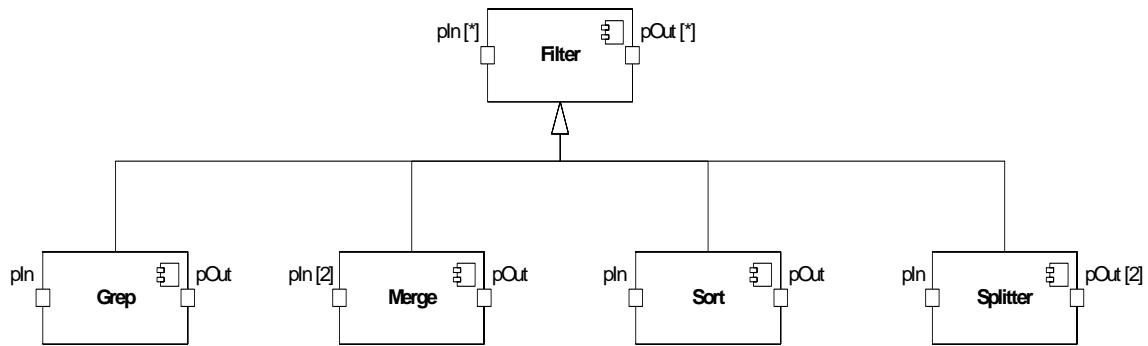 pIn [*]
pOut [*]
Filter
pIn
pOut
Grep
pIn [2]
pOut
Merge
pIn
pOut
Sort
pIn
pOut [2]
Splitter